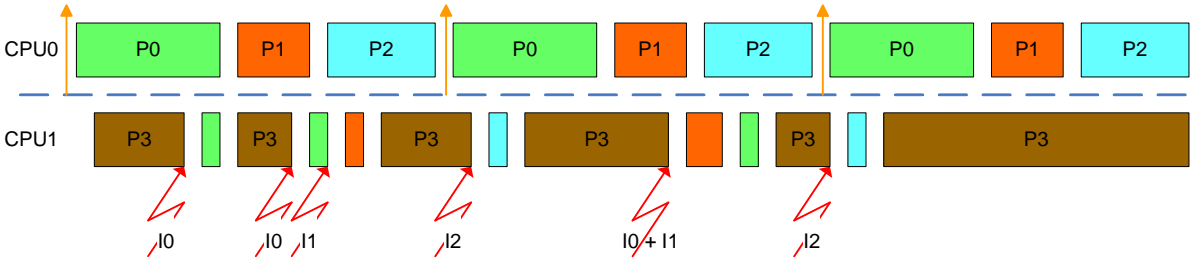 CPU0 P0 P1 P2 P0 P1 P2 P0 P1 P2
CPU1 P3 P3 P3 P3 P3 P3
I0 I0 I1 I2 I0 + I1 I2